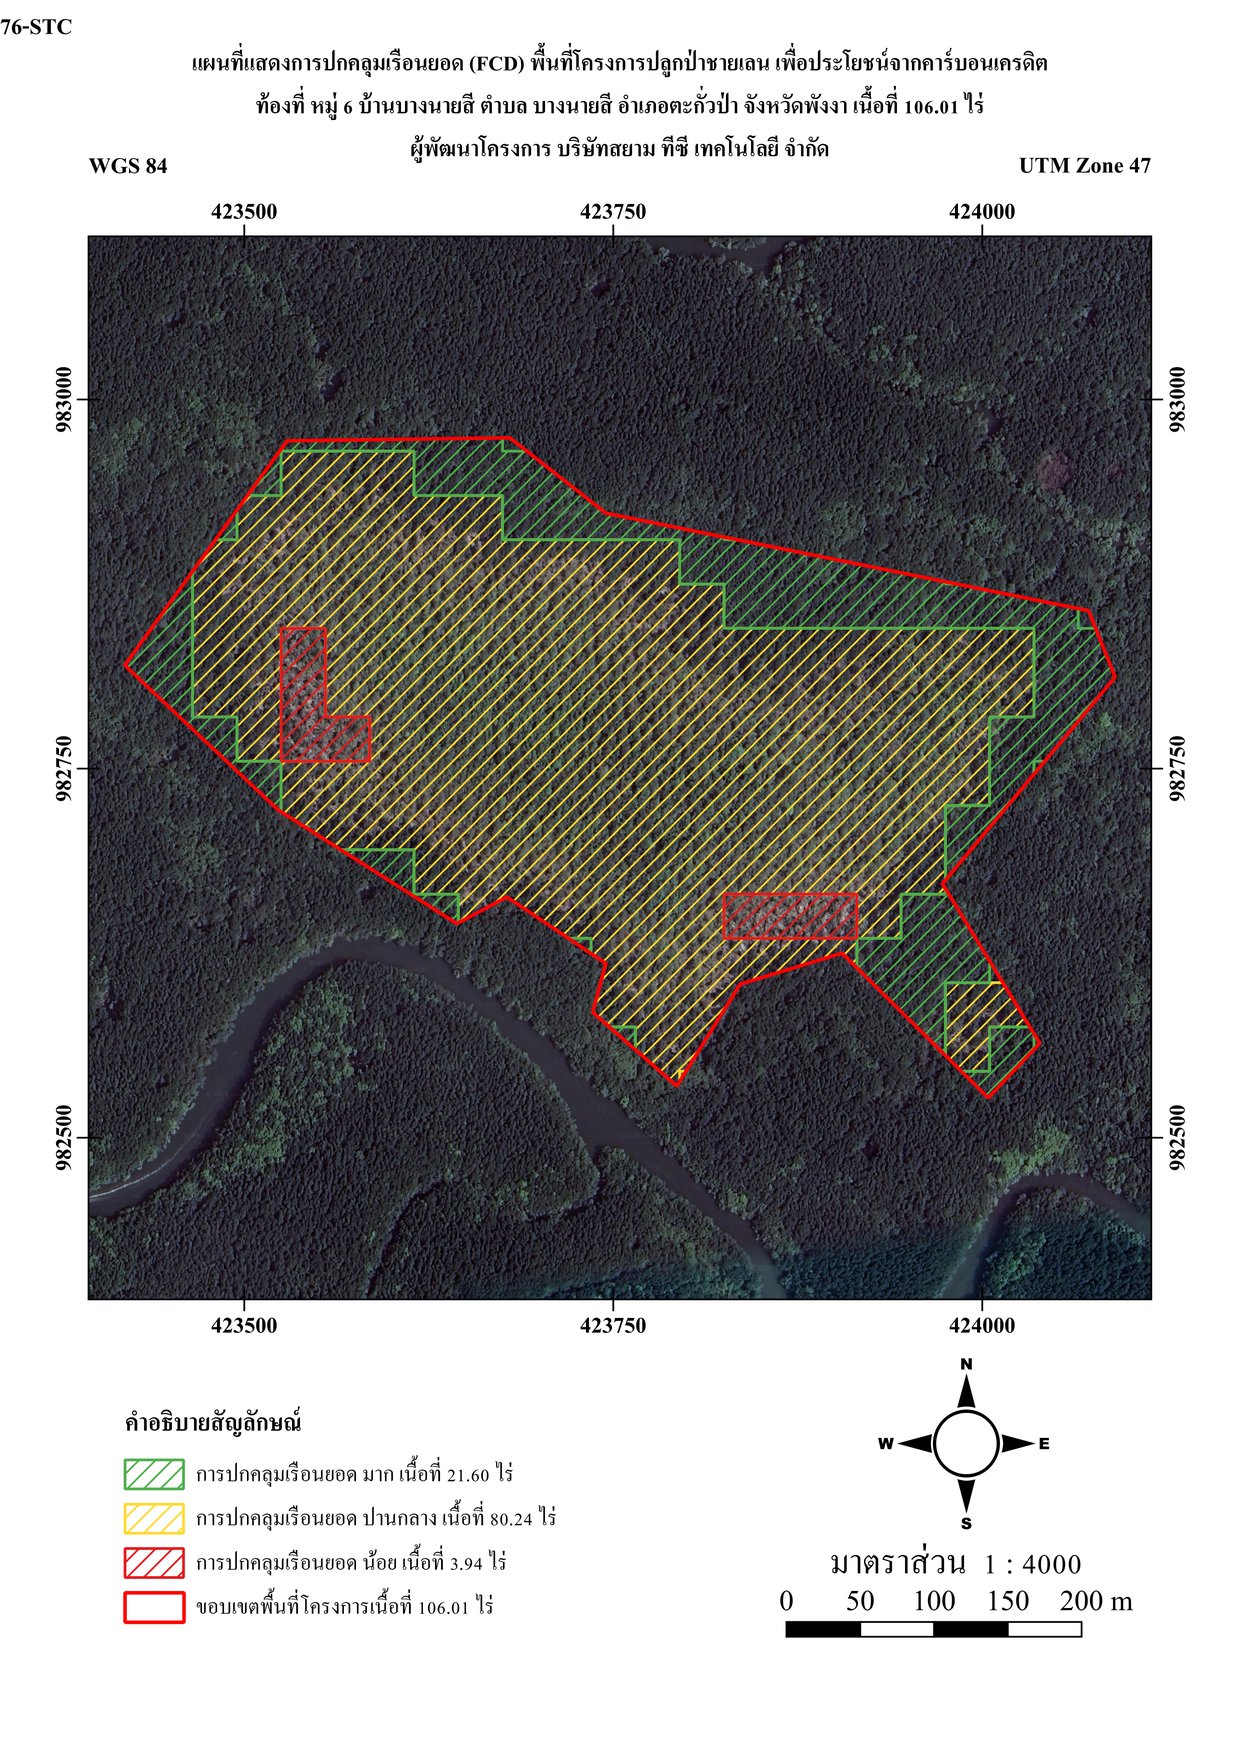 76-STC
แผนที่แสดงการปกคลุมเรือนยอด (FCD) พื้นที่โครงการปลูกป่าชายเลน เพื่อประโยชน์จากคาร์บอนเครดิต
ท้องที่ หมู่ 6 บ้านบางนายสี ตำบล บางนายสี อำเภอตะกั่วป่า จังหวัดพังงา เนื้อที่ 106.01 ไร่
ผู้พัฒนาโครงการ บริษัทสยาม ทีซี เทคโนโลยี จำกัด
WGS 84 UTM Zone 47
423500 423750 424000
983000 983000
982750 982750
982500 982500
423500 423750 424000
N
W E
S
คำอธิบายสัญลักษณ์
การปกคลุมเรือนยอด มาก เนื้อที่ 21.60 ไร่
การปกคลุมเรือนยอด ปานกลาง เนื้อที่ 80.24 ไร่
การปกคลุมเรือนยอด น้อย เนื้อที่ 3.94 ไร่
ขอบเขตพื้นที่โครงการเนื้อที่ 106.01 ไร่
มาตราส่วน 1 : 4000
0 50 100 150 200 m